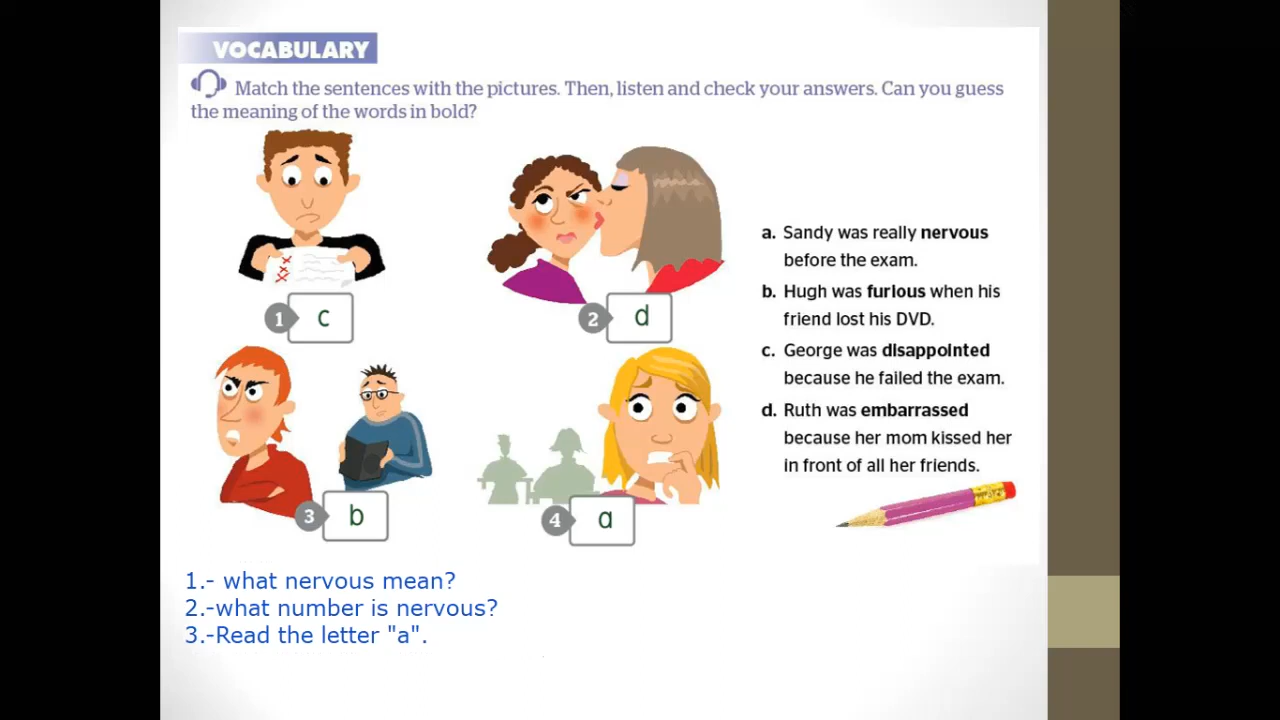 VOCABULARY
Match the sentences with the pictures. Then, listen and check your answers. Can you guess
the meaning of the words in bold?
1 c
2 d
3 b
4 a
a. Sandy was really nervous
before the exam.
b. Hugh was furious when his
friend lost his DVD.
c. George was disappointed
because he failed the exam.
d. Ruth was embarrassed
because her mom kissed her
in front of all her friends.
1.- what nervous mean?
2.-what number is nervous?
3.-Read the letter "a".